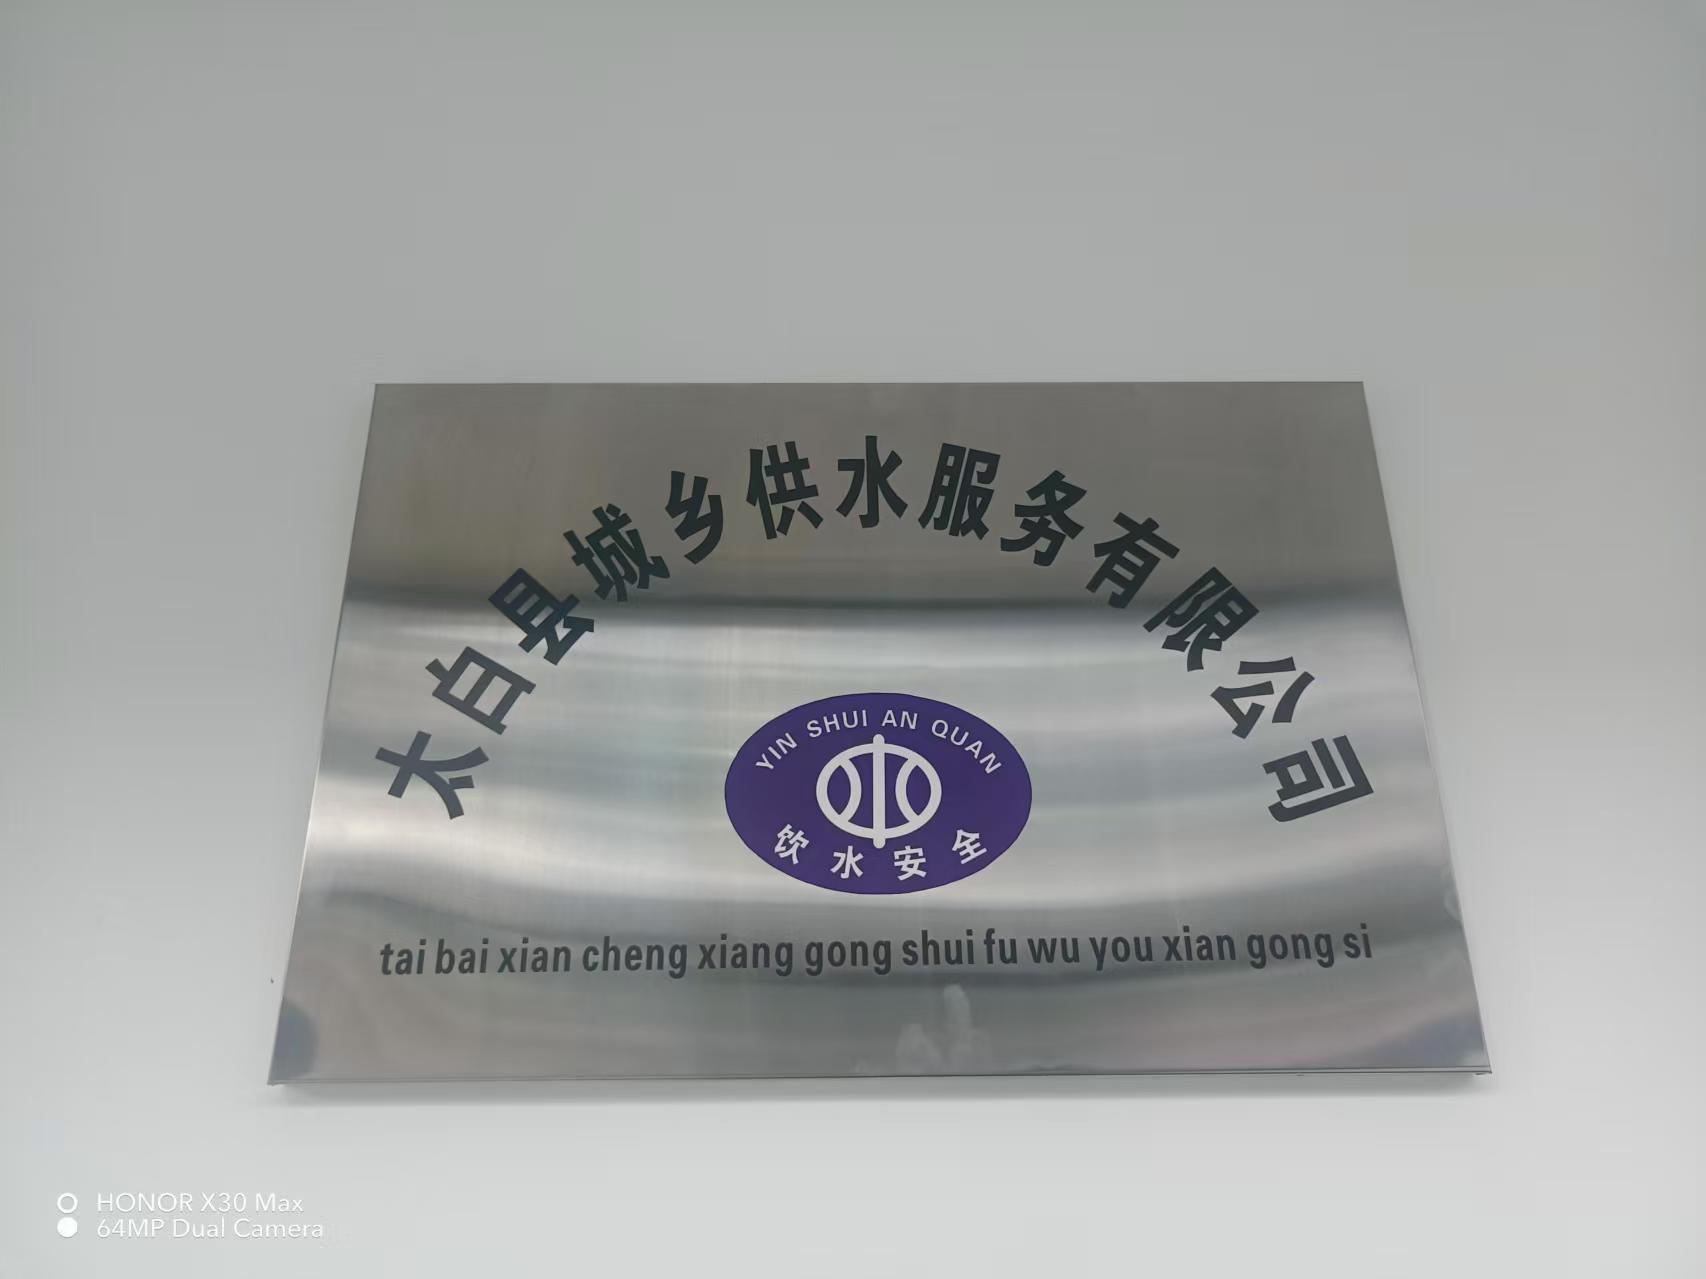 太白县城乡供水服务有限公司
YIN SHUI AN QUAN
饮水安全
tai bai xian cheng xiang gong shui fu wu you xian gong si
HONOR X30 Max
64MP Dual Camera